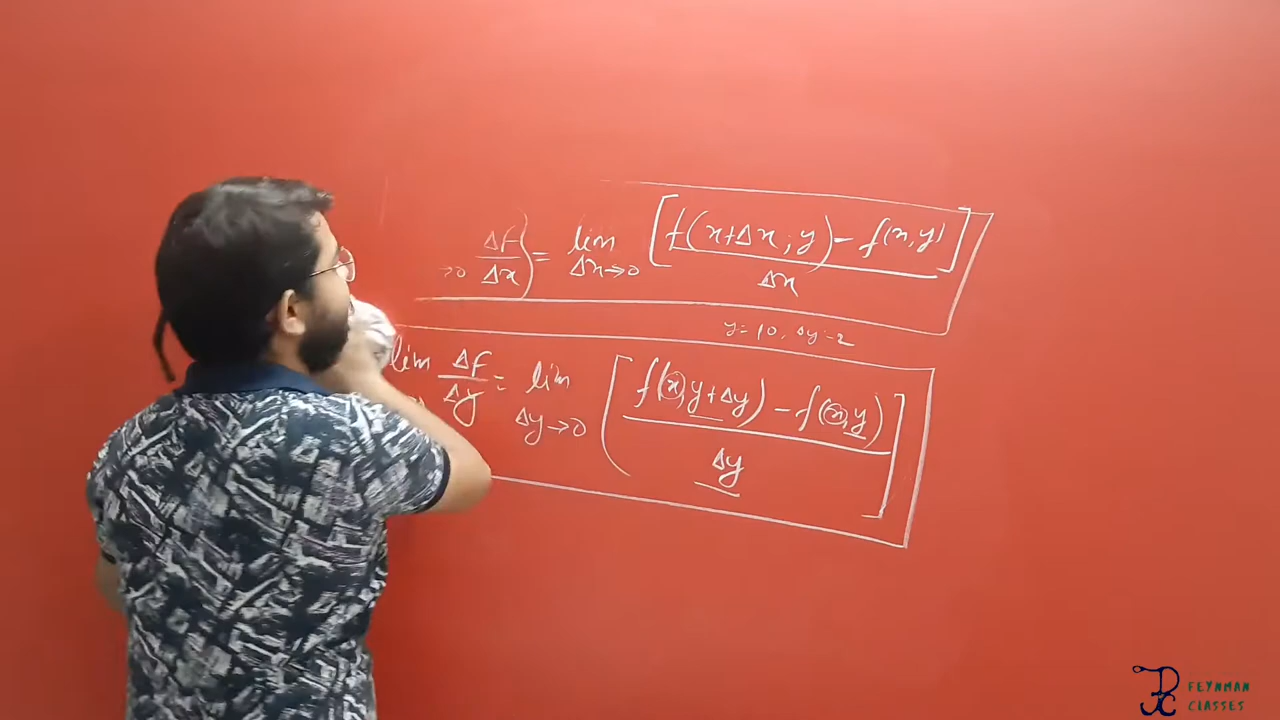 →0 Δf/Δx) = lim Δx→0 [f(x+Δx; y) - f(x,y)]/Δx
y=10, Δy=2
lim Δf/Δy = lim Δy→0 [f(x,y+Δy) - f(x,y)]/Δy
FEYNMAN
CLASSES